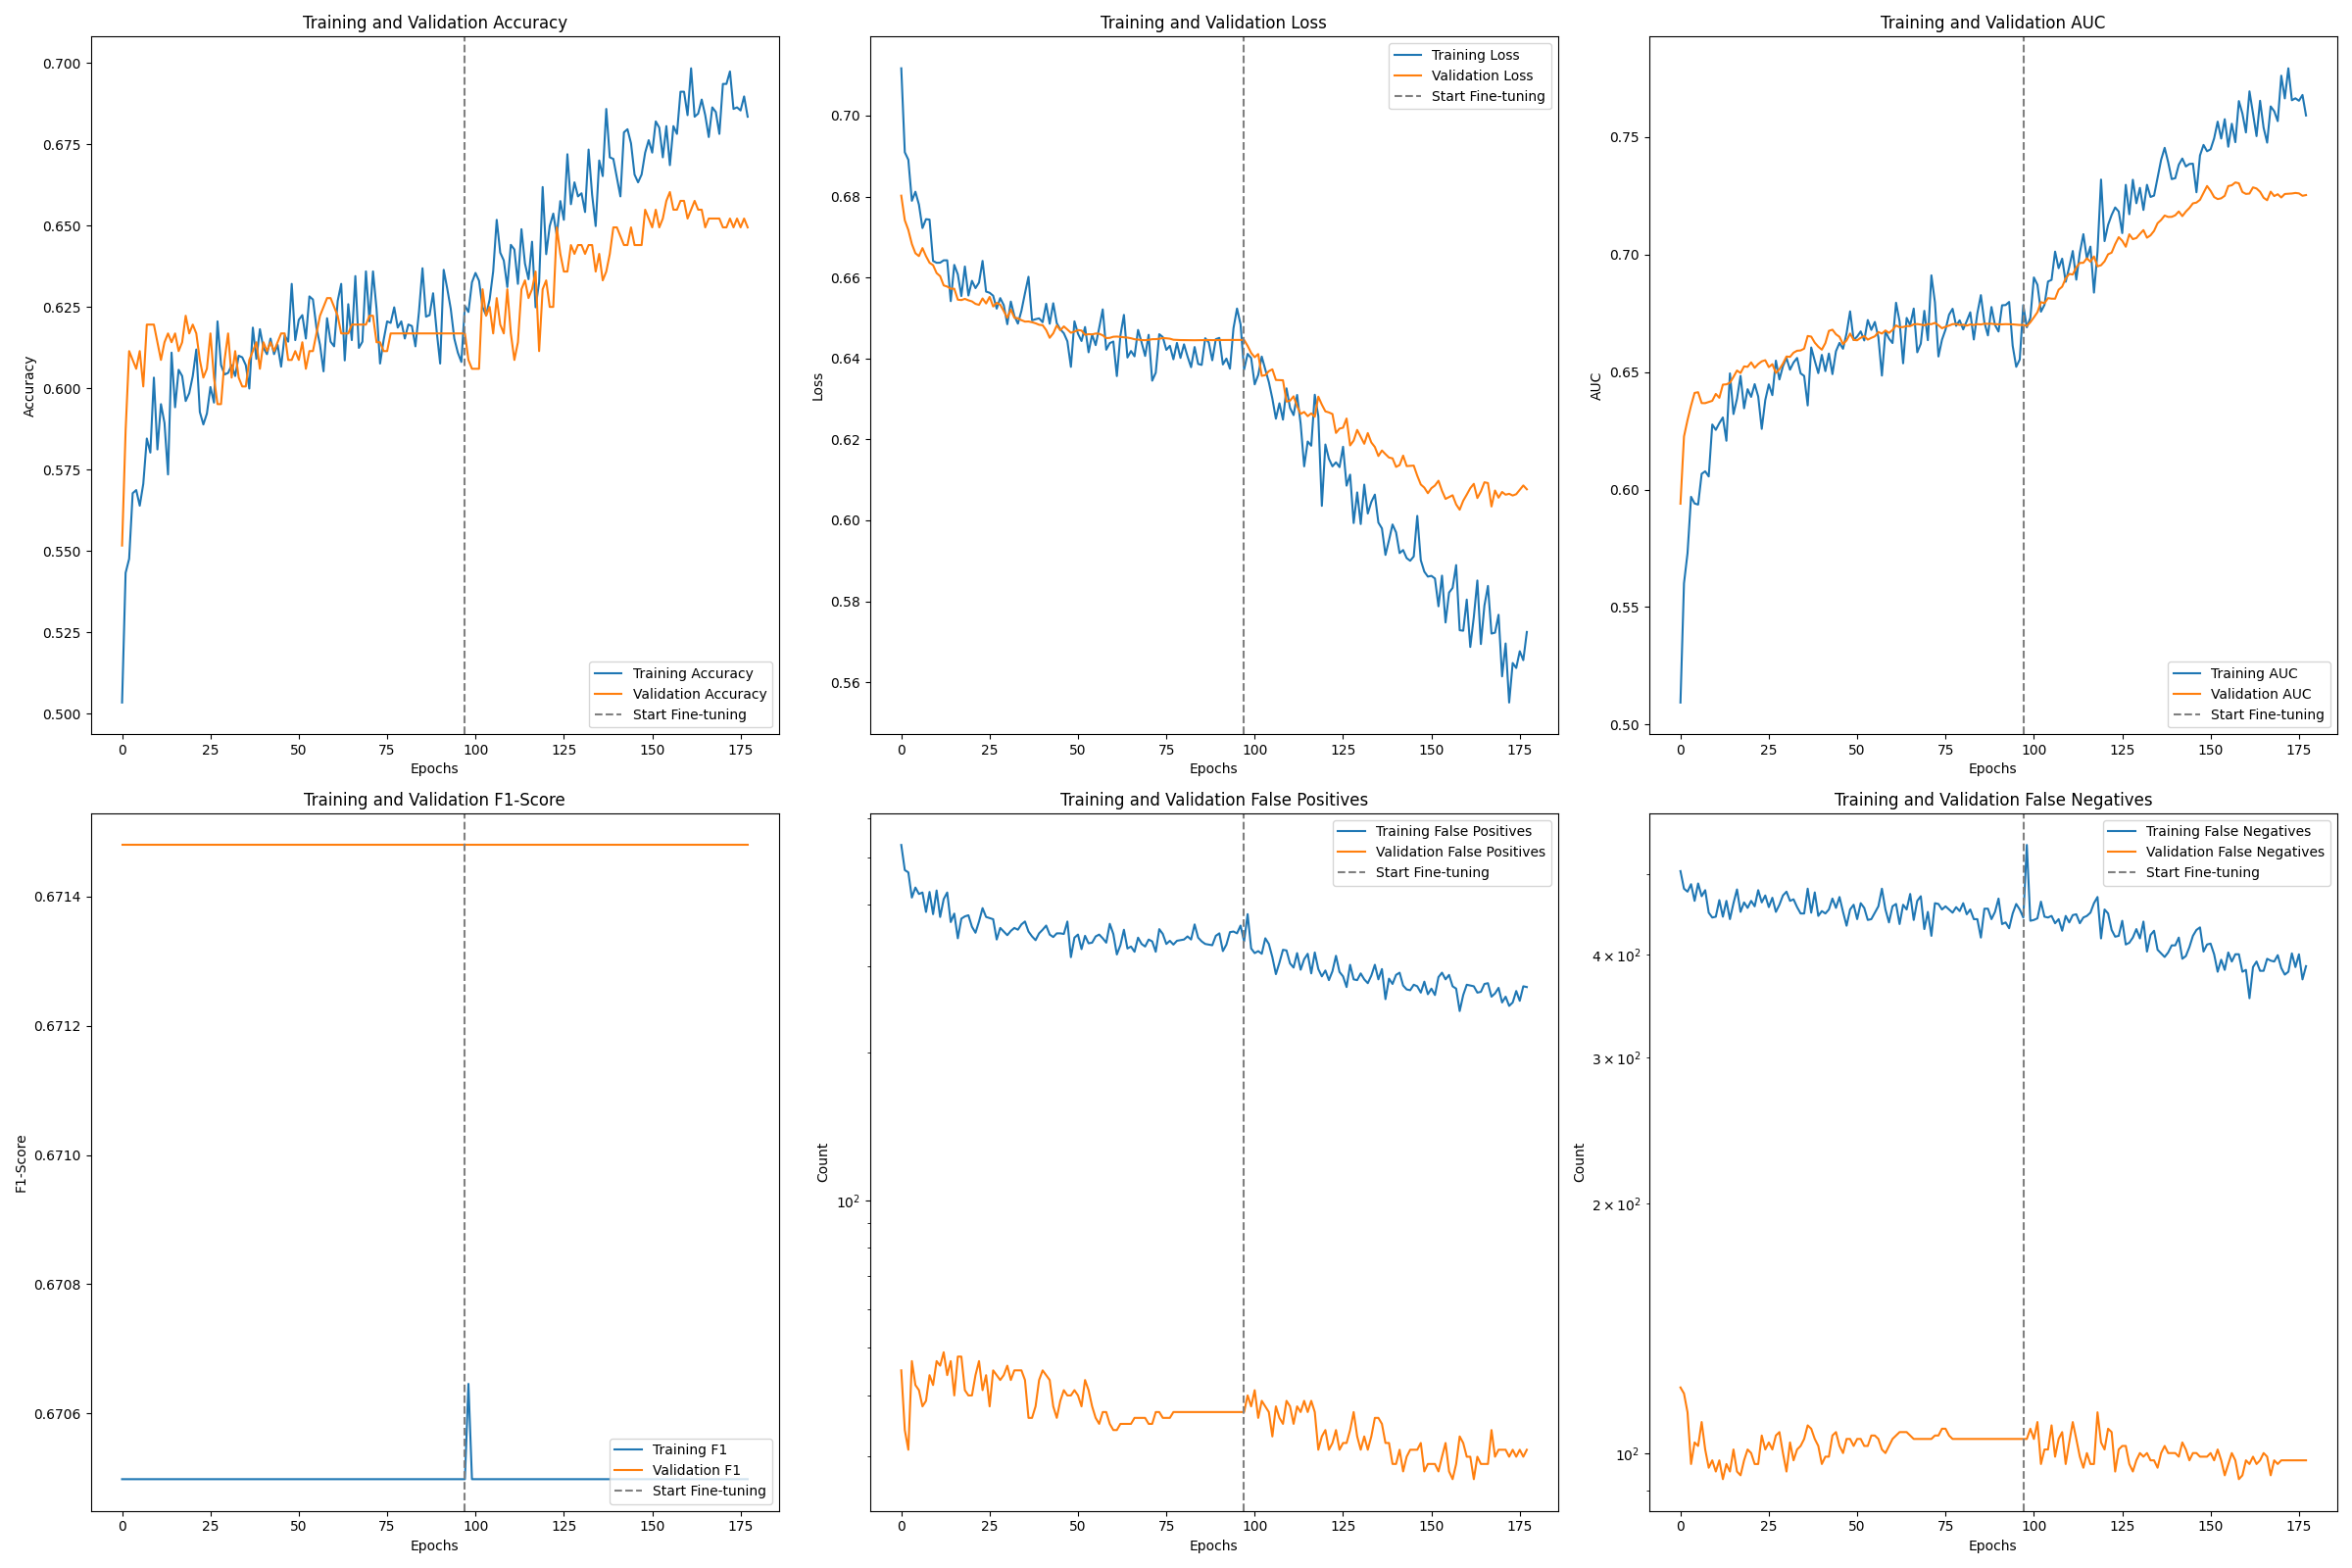 Training and Validation Accuracy
Accuracy
0.700
0.675
0.650
0.625
0.600
0.575
0.550
0.525
0.500
Training Accuracy
Validation Accuracy
Start Fine-tuning
0 25 50 75 100 125 150 175
Epochs
Training and Validation Loss
Loss
0.70
0.68
0.66
0.64
0.62
0.60
0.58
0.56
Training Loss
Validation Loss
Start Fine-tuning
0 25 50 75 100 125 150 175
Epochs
Training and Validation AUC
AUC
0.75
0.70
0.65
0.60
0.55
0.50
Training AUC
Validation AUC
Start Fine-tuning
0 25 50 75 100 125 150 175
Epochs
Training and Validation F1-Score
F1-Score
0.6714
0.6712
0.6710
0.6708
0.6706
Training F1
Validation F1
Start Fine-tuning
0 25 50 75 100 125 150 175
Epochs
Training and Validation False Positives
Count
10²
Training False Positives
Validation False Positives
Start Fine-tuning
0 25 50 75 100 125 150 175
Epochs
Training and Validation False Negatives
Count
4 × 10²
3 × 10²
2 × 10²
10²
Training False Negatives
Validation False Negatives
Start Fine-tuning
0 25 50 75 100 125 150 175
Epochs